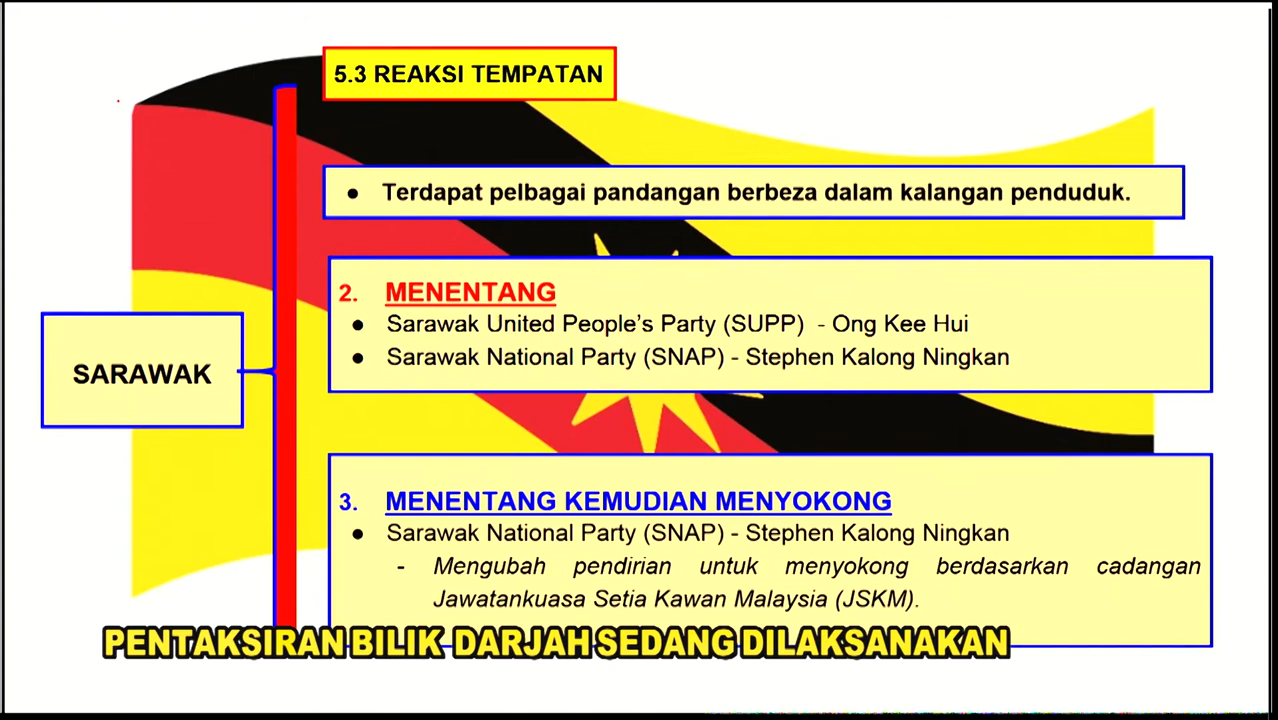 5.3 REAKSI TEMPATAN
● Terdapat pelbagai pandangan berbeza dalam kalangan penduduk.
SARAWAK
2. MENENTANG
● Sarawak United People’s Party (SUPP) - Ong Kee Hui
● Sarawak National Party (SNAP) - Stephen Kalong Ningkan
3. MENENTANG KEMUDIAN MENYOKONG
● Sarawak National Party (SNAP) - Stephen Kalong Ningkan
- Mengubah pendirian untuk menyokong berdasarkan cadangan
Jawatankuasa Setia Kawan Malaysia (JSKM).
PENTAKSIRAN BILIK DARJAH SEDANG DILAKSANAKAN